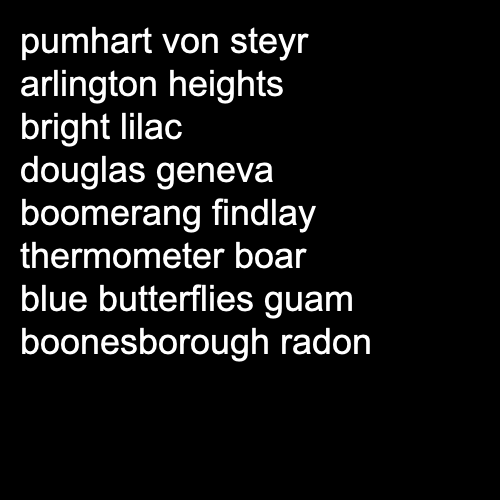 pumhart von steyr
arlington heights
bright lilac
douglas geneva
boomerang findlay
thermometer boar
blue butterflies guam
boonesborough radon